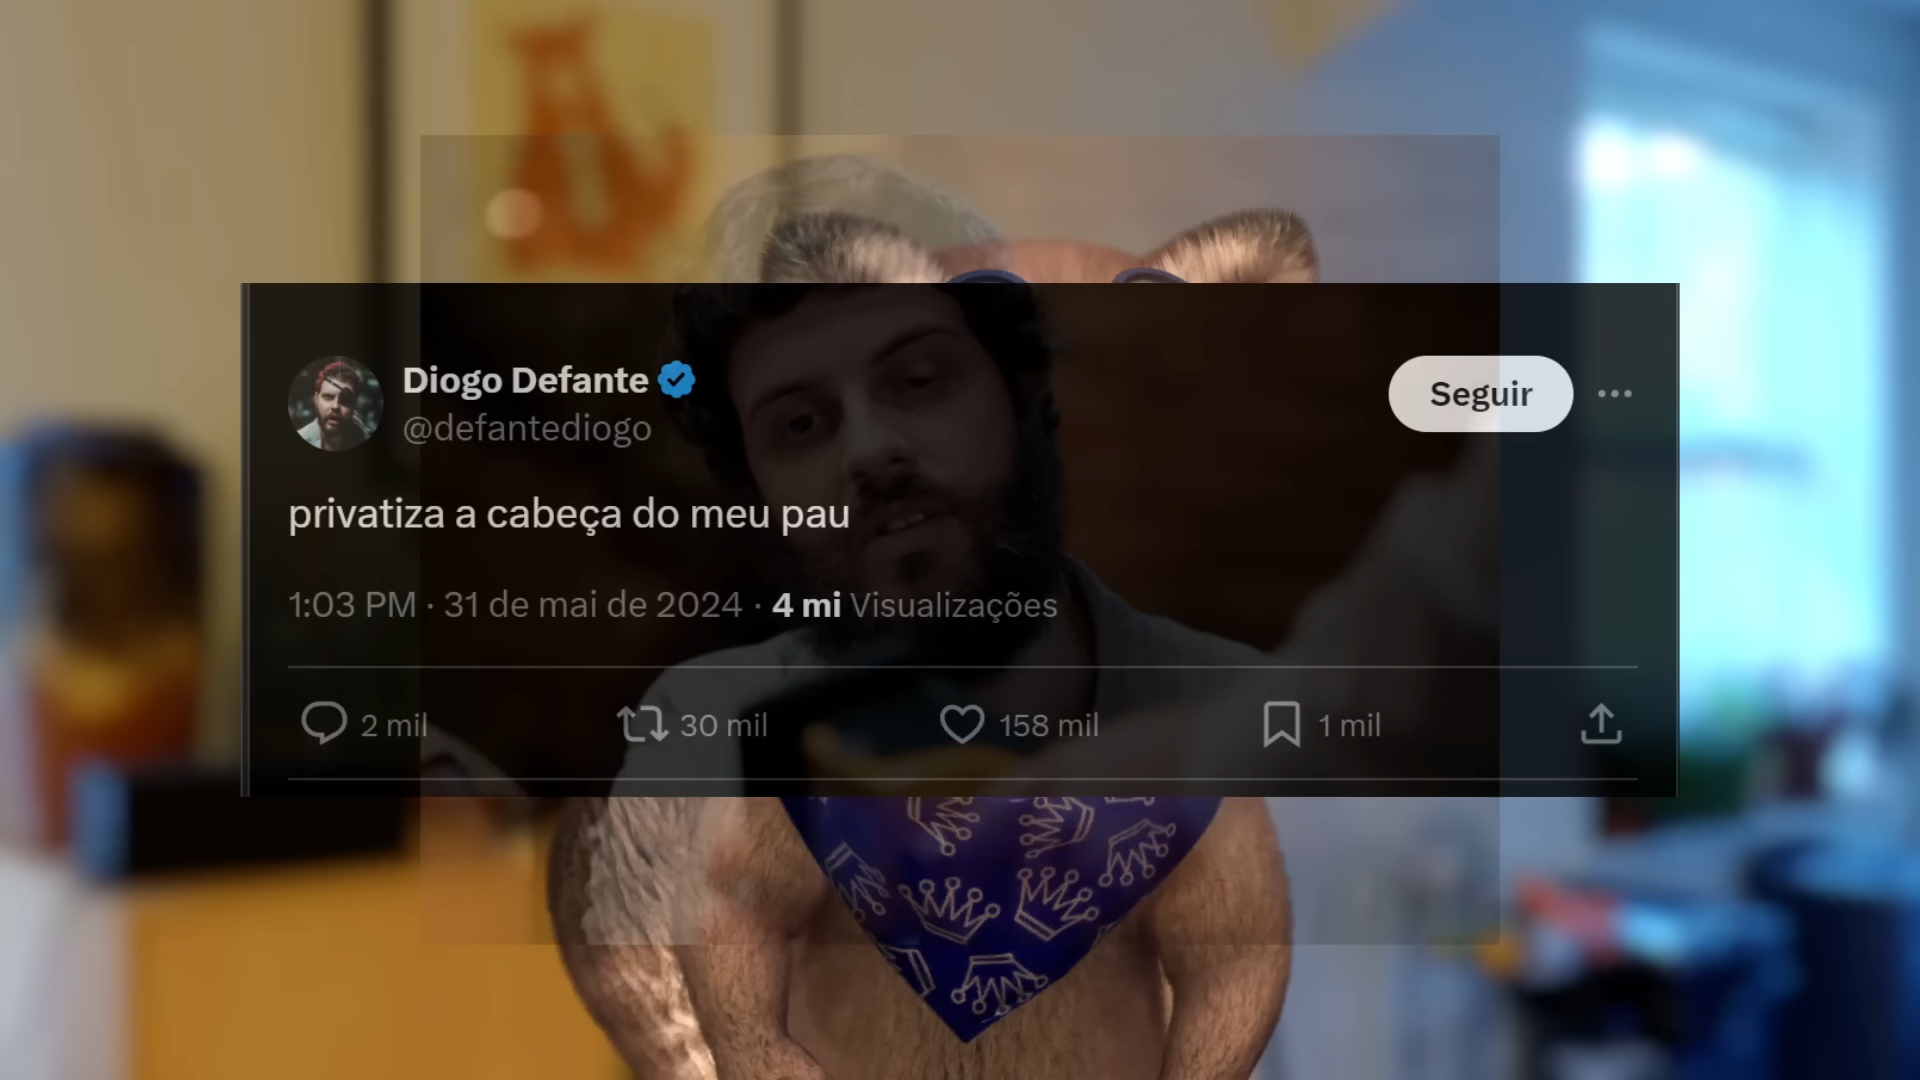 Diogo Defante
@defantediogo
Seguir
privatiza a cabeça do meu pau
1:03 PM · 31 de mai de 2024 · 4 mi Visualizações
2 mil
30 mil
158 mil
1 mil